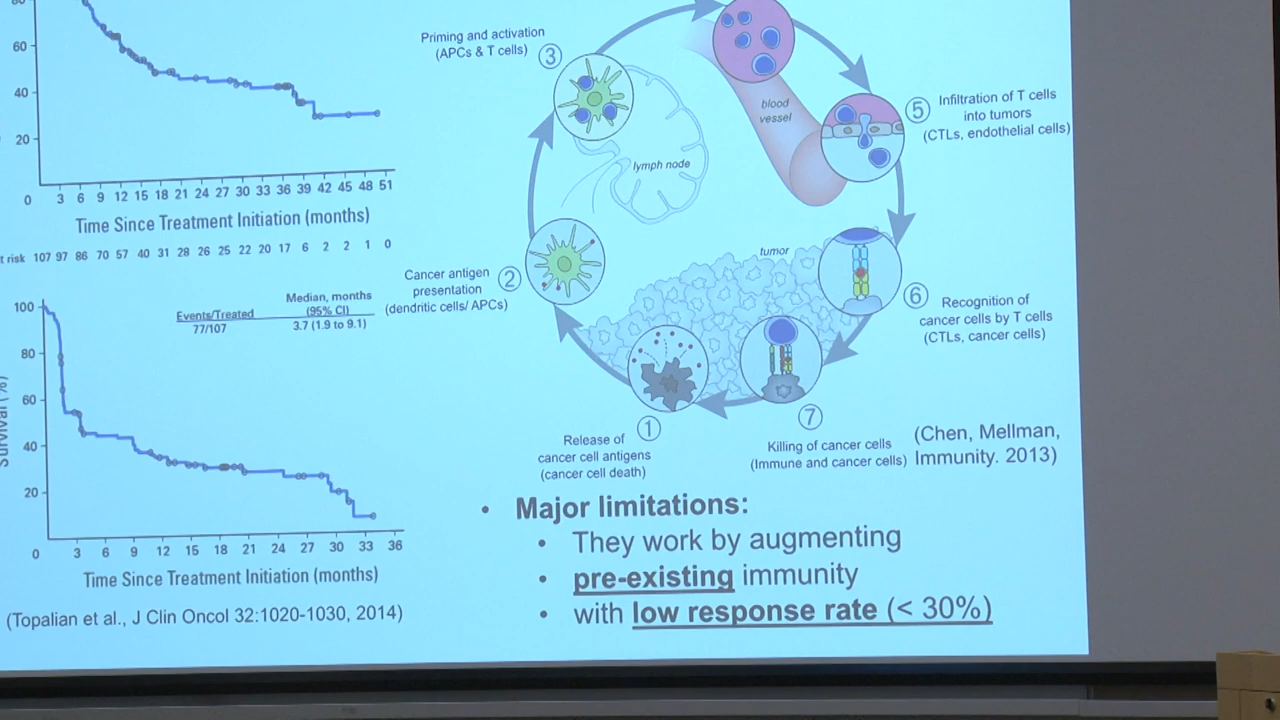 80
60
40
20
0
3 6 9 12 15 18 21 24 27 30 33 36 39 42 45 48 51
Time Since Treatment Initiation (months)
t risk 107 97 86 70 57 40 31 28 26 25 22 20 17 6 2 2 1 0
100
80
60
40
20
0
3 6 9 12 15 18 21 24 27 30 33 36
Survival (%)
Time Since Treatment Initiation (months)
Events/Treated
77/107
Median, months
(95% CI)
3.7 (1.9 to 9.1)
(Topalian et al., J Clin Oncol 32:1020-1030, 2014)
Priming and activation
(APCs & T cells)
3
lymph node
blood
vessel
5
Infiltration of T cells
into tumors
(CTLs, endothelial cells)
Cancer antigen
presentation
(dendritic cells/ APCs)
2
tumor
6
Recognition of
cancer cells by T cells
(CTLs, cancer cells)
1
Release of
cancer cell antigens
(cancer cell death)
7
Killing of cancer cells
(Immune and cancer cells)
(Chen, Mellman,
Immunity. 2013)
• Major limitations:
• They work by augmenting
• pre-existing immunity
• with low response rate (< 30%)